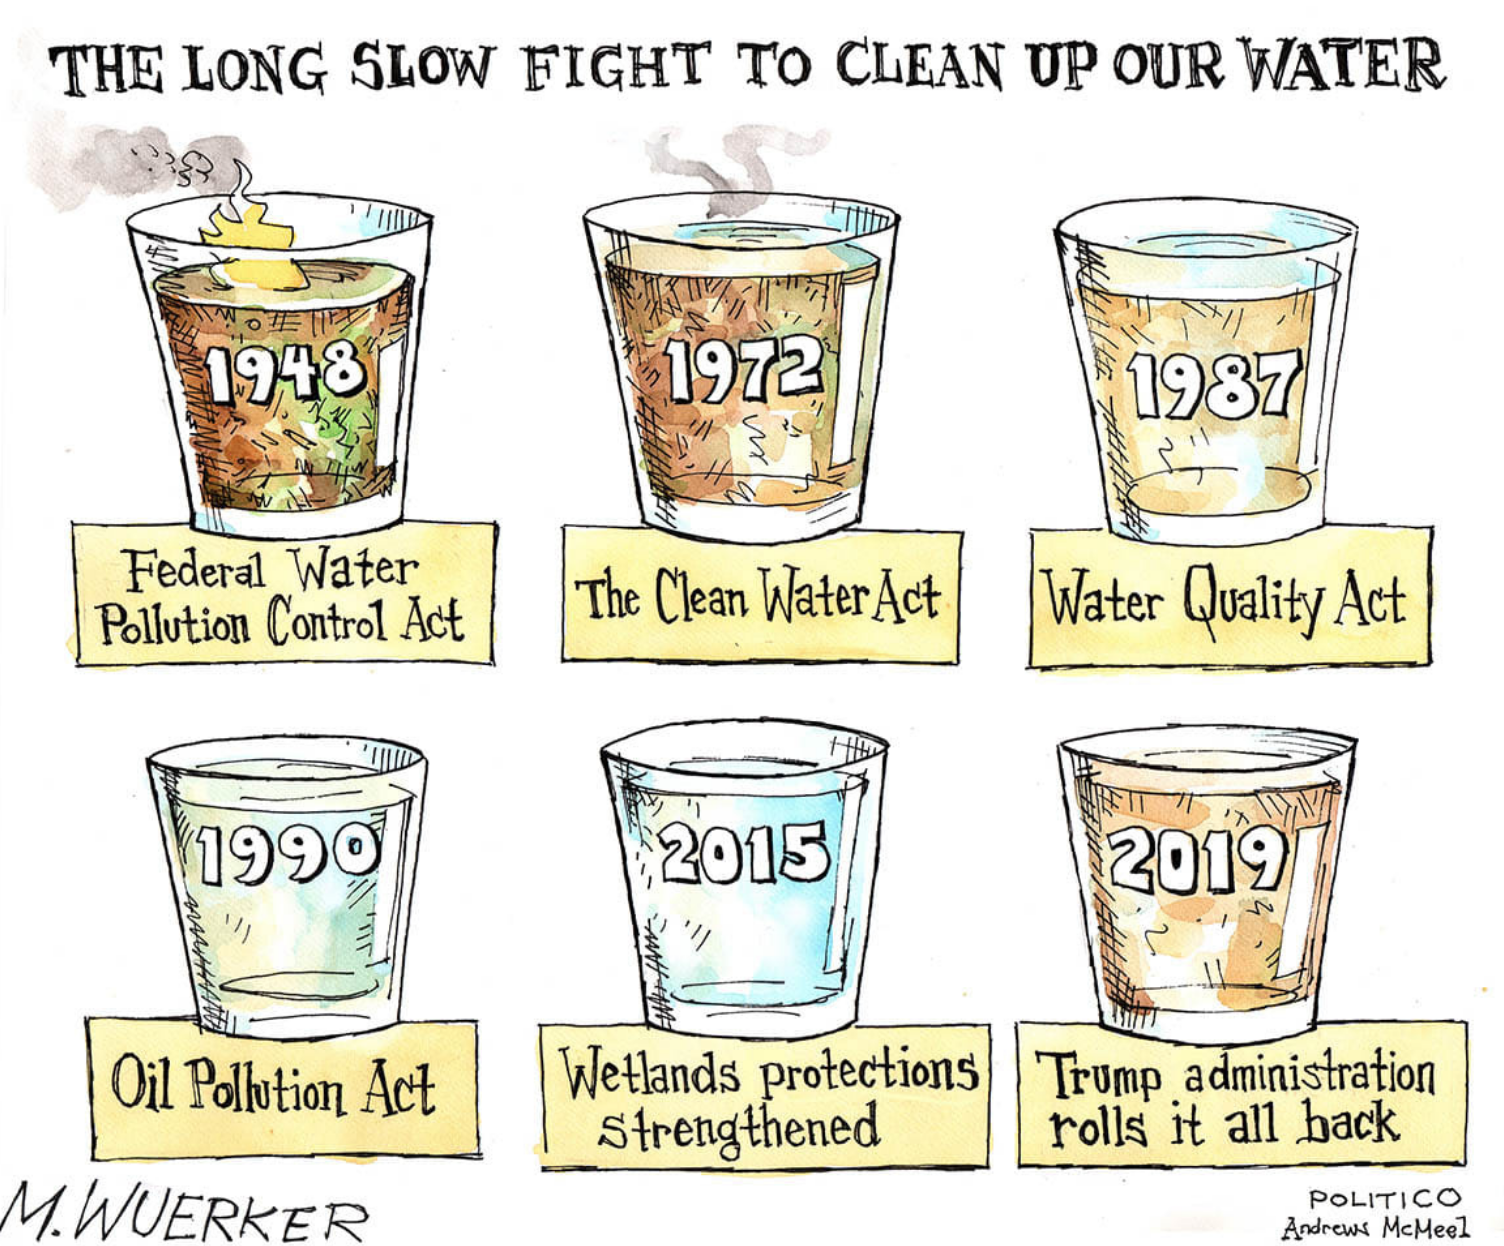 THE LONG SLOW FIGHT TO CLEAN UP OUR WATER
1948
Federal Water
Pollution Control Act
1972
The Clean Water Act
1987
Water Quality Act
1990
Oil Pollution Act
2015
Wetlands protections
strengthened
2019
Trump administration
rolls it all back
M.WUERKER
POLITICO
Andrews McMeel